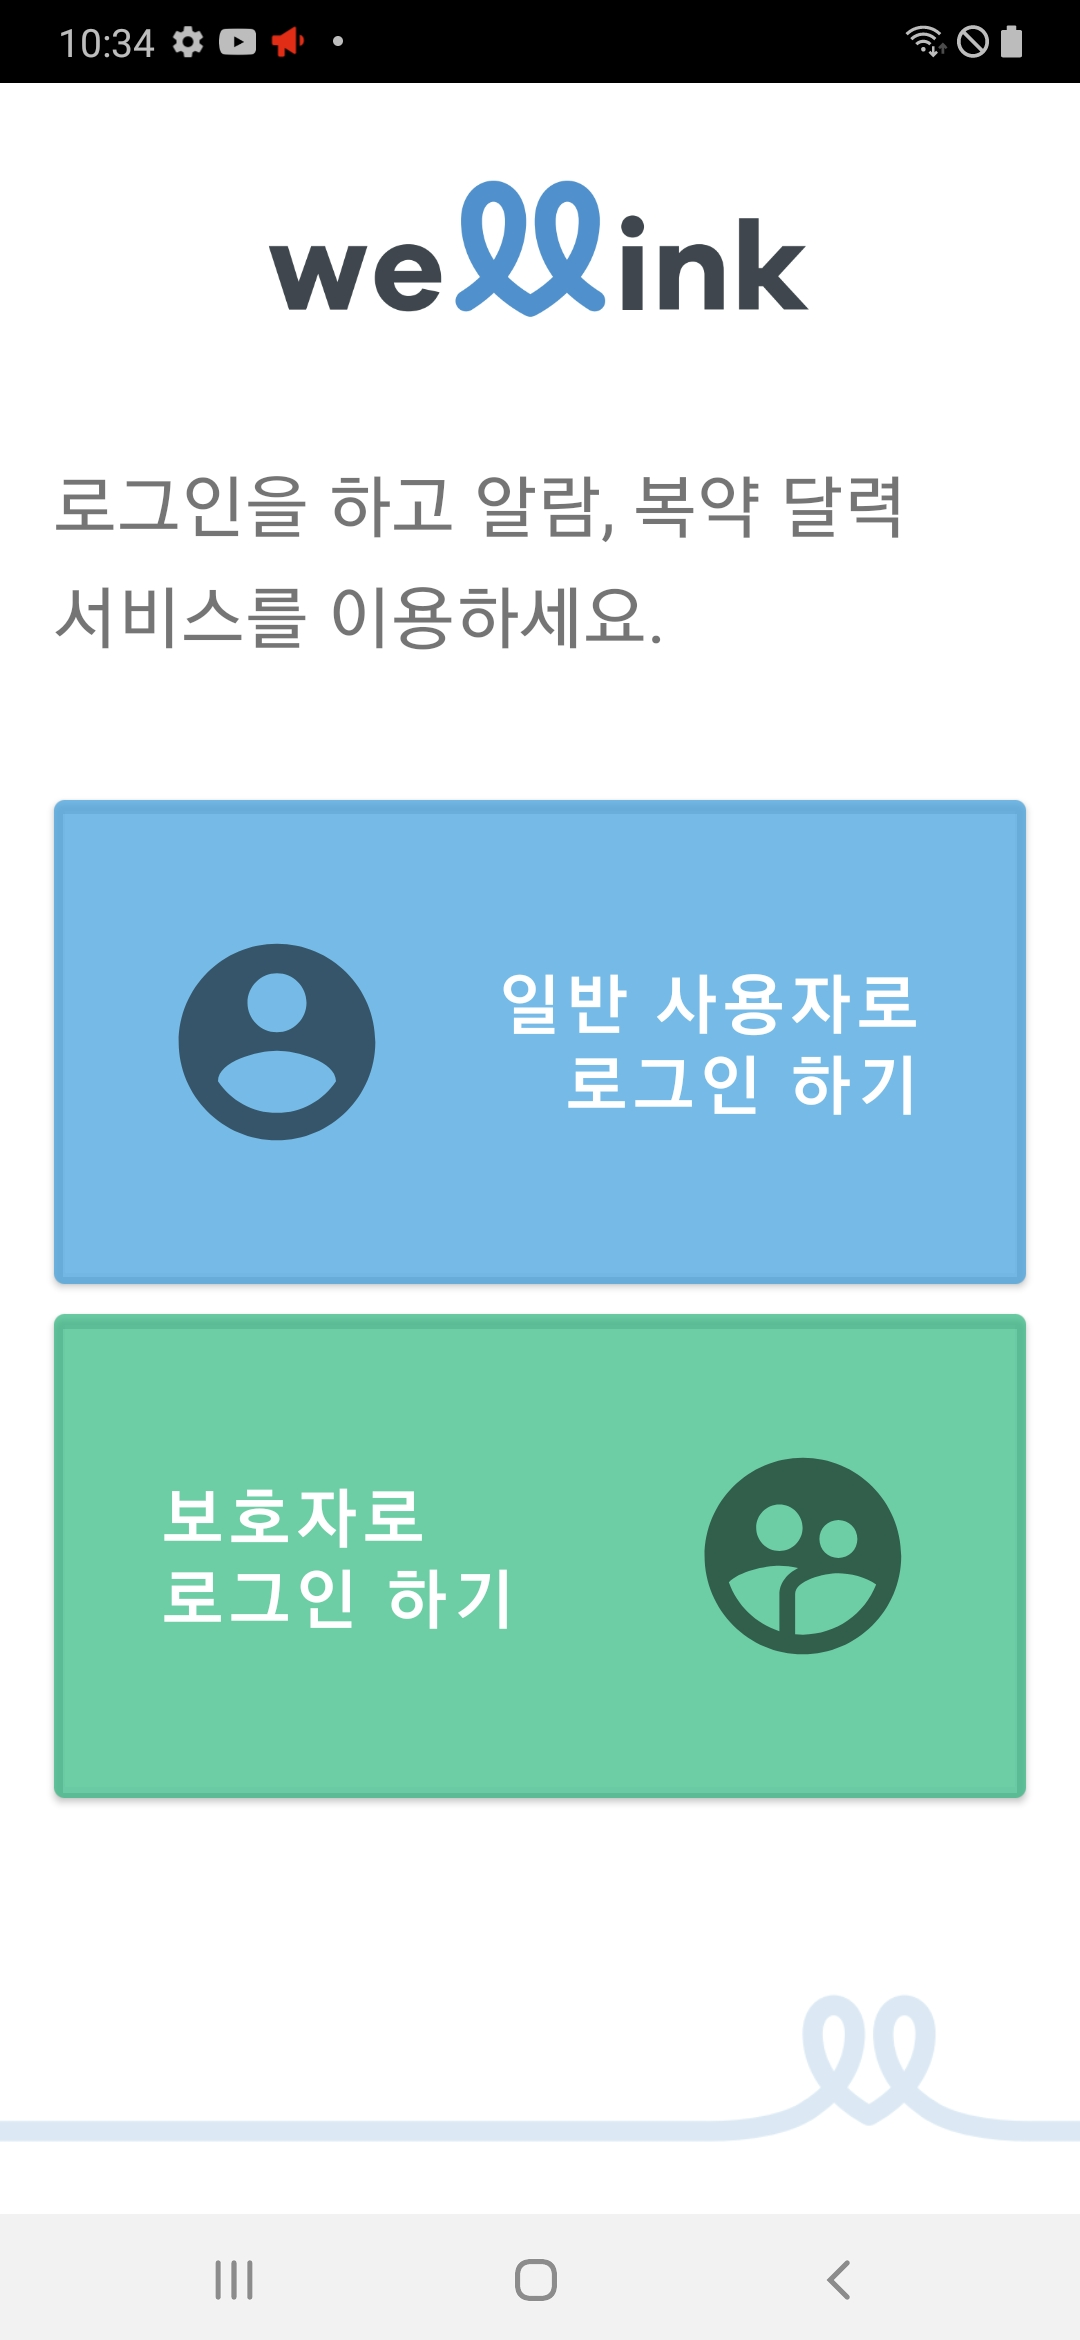 10:34
wellink
로그인을 하고 알람, 복약 달력
서비스를 이용하세요.
일반 사용자로
로그인 하기
보호자로
로그인 하기